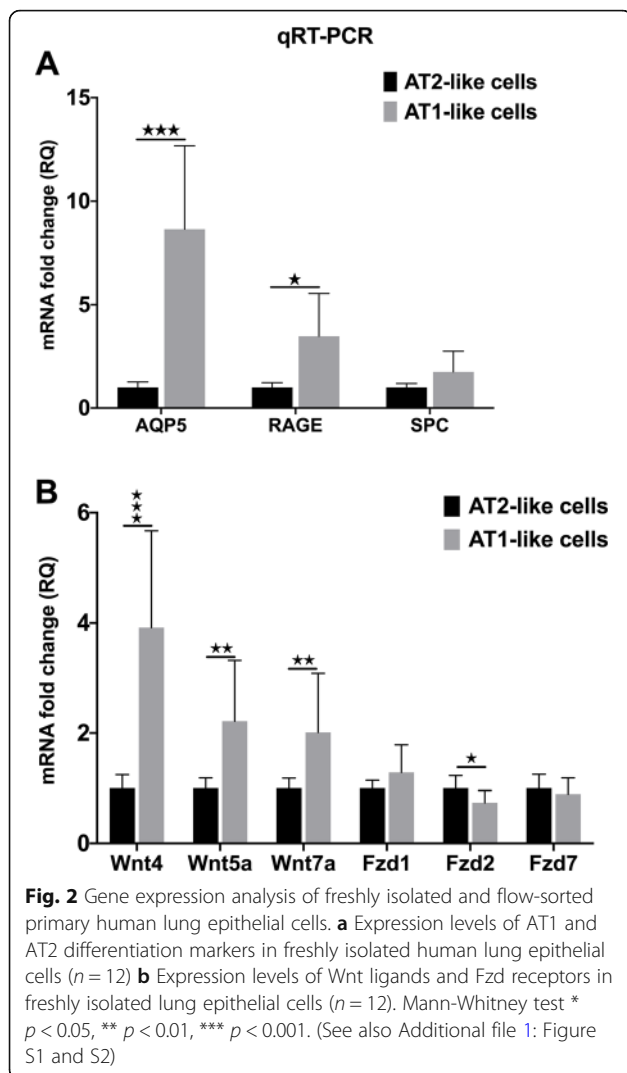 qRT-PCR
A
AT2-like cells
AT1-like cells
mRNA fold change (RQ)
15
10
5
0
★★★
★
AQP5 RAGE SPC
B
AT2-like cells
AT1-like cells
mRNA fold change (RQ)
6
4
2
0
★★★
★★
★★
★
Wnt4 Wnt5a Wnt7a Fzd1 Fzd2 Fzd7
Fig. 2 Gene expression analysis of freshly isolated and flow-sorted
primary human lung epithelial cells. a Expression levels of AT1 and
AT2 differentiation markers in freshly isolated human lung epithelial
cells (n = 12) b Expression levels of Wnt ligands and Fzd receptors in
freshly isolated lung epithelial cells (n = 12). Mann-Whitney test *
p < 0.05, ** p < 0.01, *** p < 0.001. (See also Additional file 1: Figure
S1 and S2)